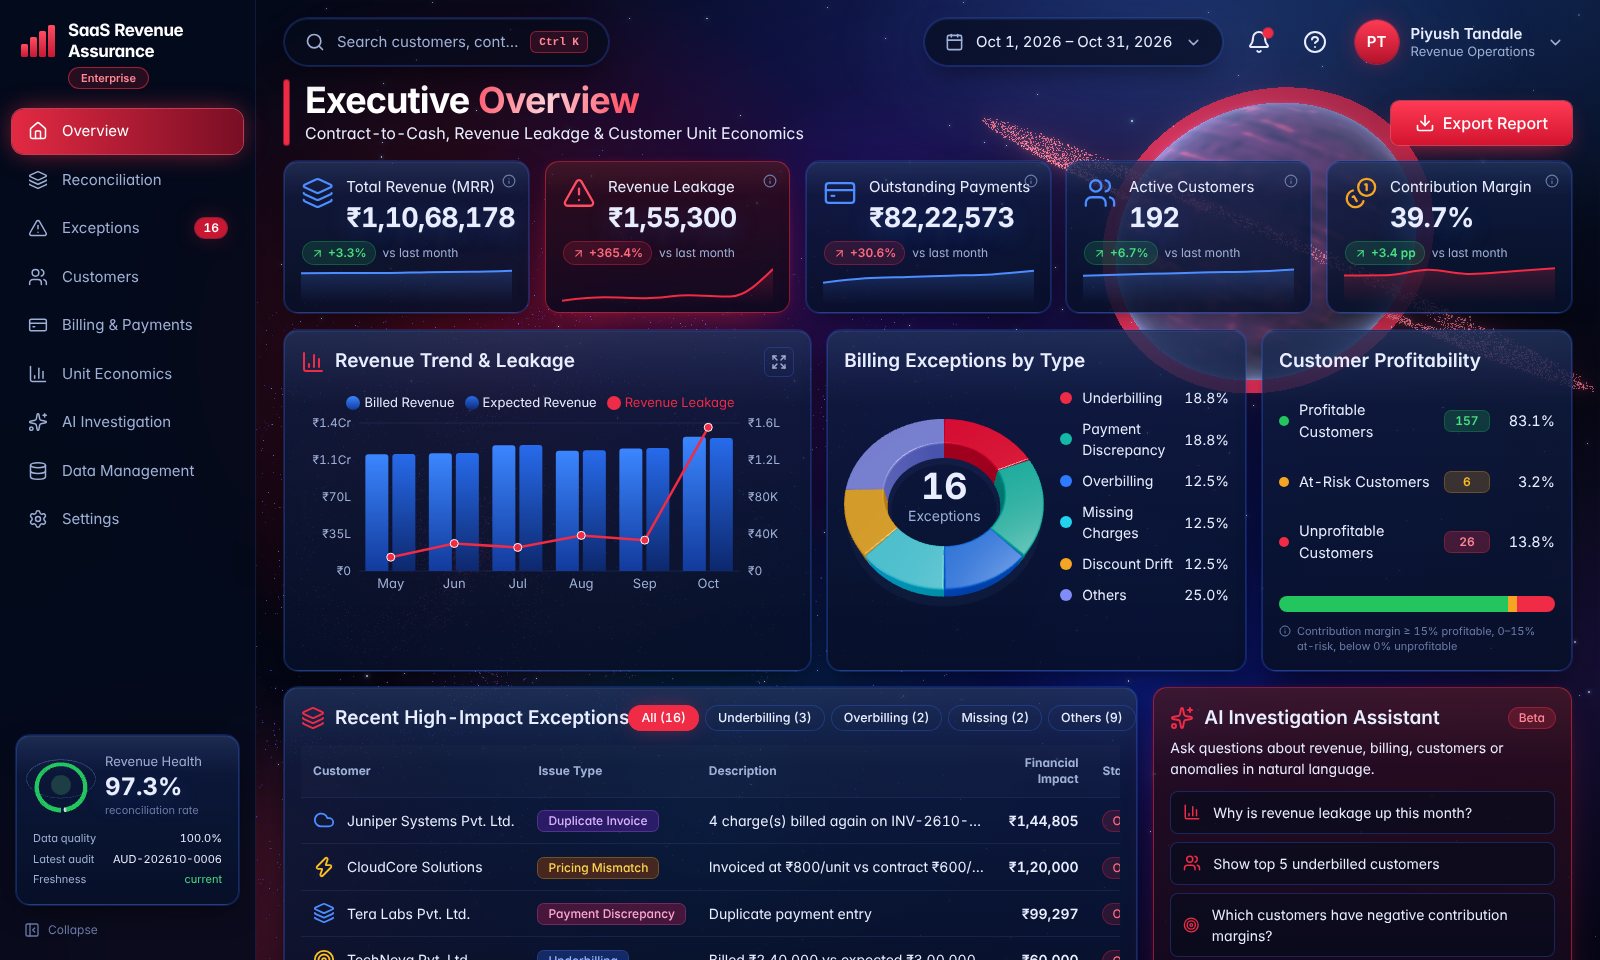 SaaS Revenue
Assurance
Enterprise
Overview
Reconciliation
Exceptions 16
Customers
Billing & Payments
Unit Economics
AI Investigation
Data Management
Settings
Revenue Health
97.3%
reconciliation rate
Data quality 100.0%
Latest audit AUD-202610-0006
Freshness current
Collapse
Search customers, cont... Ctrl K
Oct 1, 2026 – Oct 31, 2026
PT
Piyush Tandale
Revenue Operations
Executive Overview
Contract-to-Cash, Revenue Leakage & Customer Unit Economics
Export Report
Total Revenue (MRR)
₹1,10,68,178
+3.3% vs last month
Revenue Leakage
₹1,55,300
+365.4% vs last month
Outstanding Payments
₹82,22,573
+30.6% vs last month
Active Customers
192
+6.7% vs last month
Contribution Margin
39.7%
+3.4 pp vs last month
Revenue Trend & Leakage
Billed Revenue Expected Revenue Revenue Leakage
₹1.4Cr ₹1.6L
₹1.1Cr ₹1.2L
₹70L ₹80K
₹35L ₹40K
₹0 ₹0
May Jun Jul Aug Sep Oct
Billing Exceptions by Type
16
Exceptions
Underbilling 18.8%
Payment
Discrepancy 18.8%
Overbilling 12.5%
Missing
Charges 12.5%
Discount Drift 12.5%
Others 25.0%
Customer Profitability
Profitable
Customers 157 83.1%
At-Risk Customers 6 3.2%
Unprofitable
Customers 26 13.8%
Contribution margin ≥ 15% profitable, 0–15%
at-risk, below 0% unprofitable
Recent High-Impact Exceptions
All (16) Underbilling (3) Overbilling (2) Missing (2) Others (9)
Customer Issue Type Description Financial
Impact
Juniper Systems Pvt. Ltd. Duplicate Invoice 4 charge(s) billed again on INV-2610-... ₹1,44,805
CloudCore Solutions Pricing Mismatch Invoiced at ₹800/unit vs contract ₹600/... ₹1,20,000
Tera Labs Pvt. Ltd. Payment Discrepancy Duplicate payment entry ₹99,297
TechNova Pvt. Ltd. Underbilling Billed ₹2,40,000 vs expected ₹3,00,000 ₹60,000
AI Investigation Assistant
Beta
Ask questions about revenue, billing, customers or
anomalies in natural language.
Why is revenue leakage up this month?
Show top 5 underbilled customers
Which customers have negative contribution
margins?